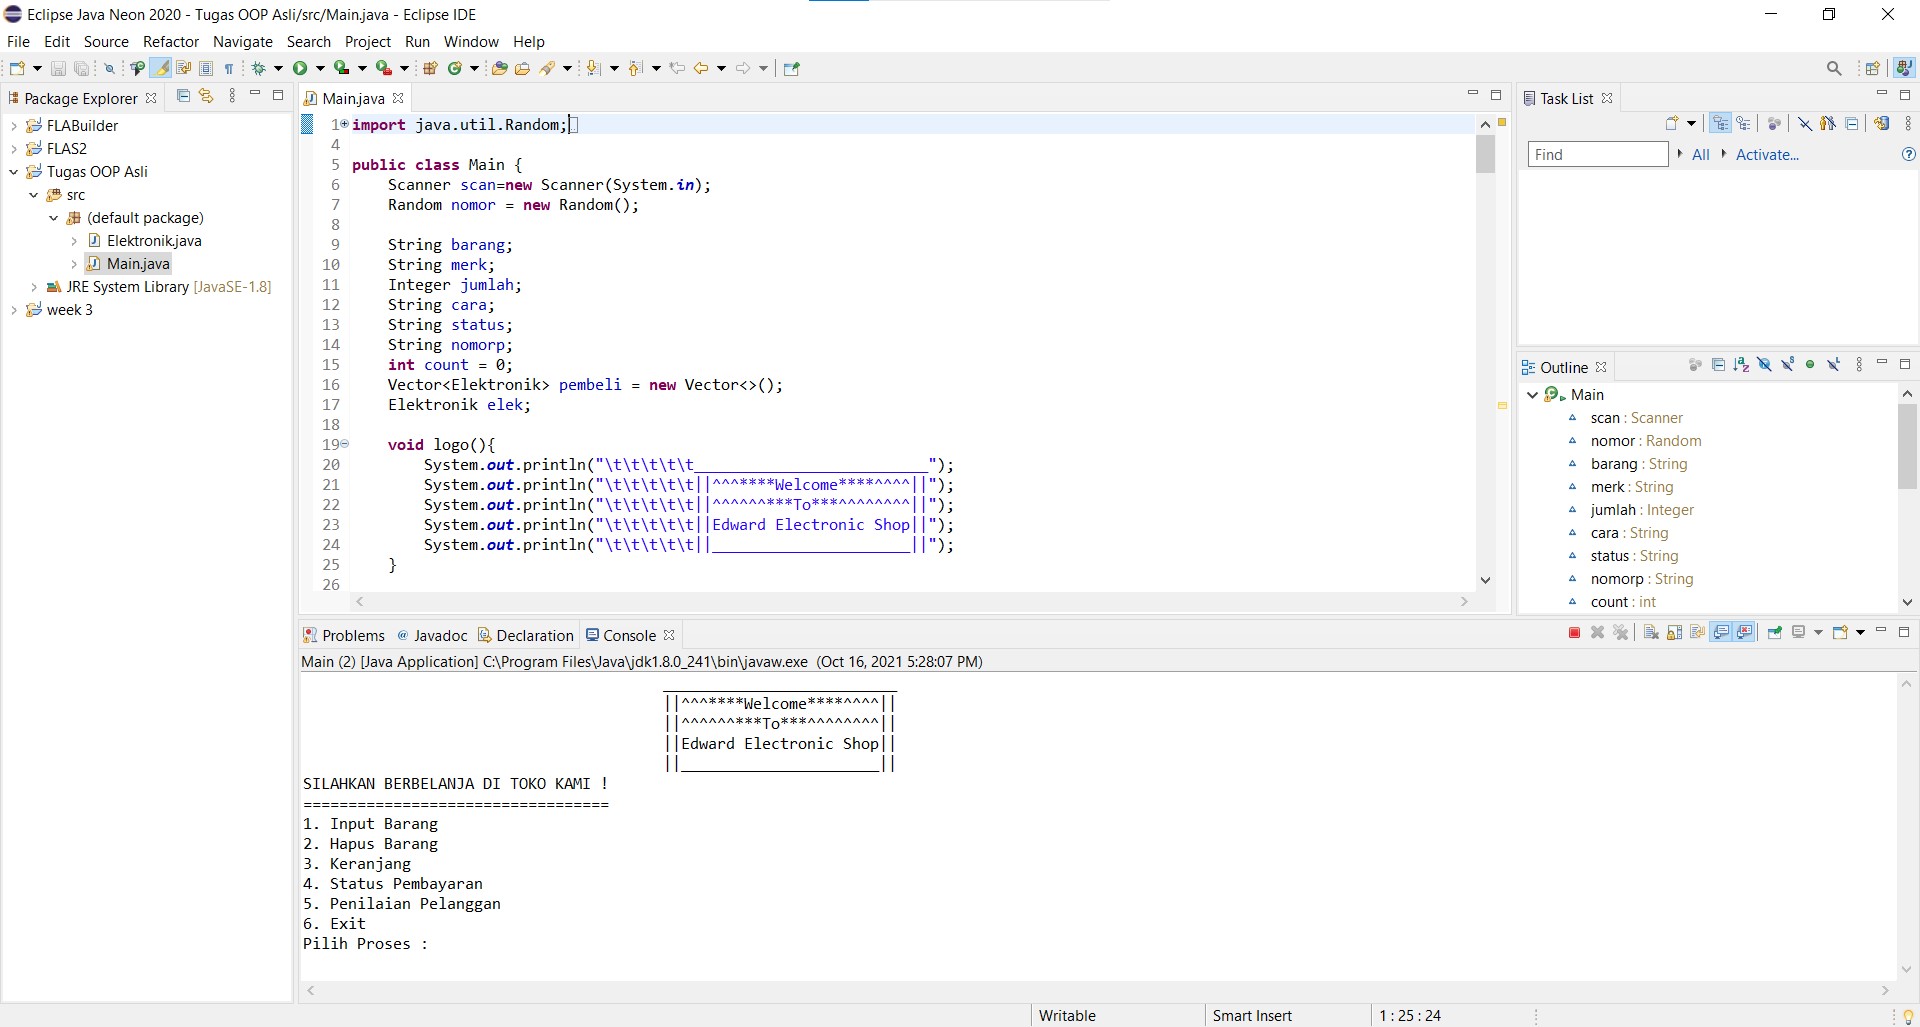 Eclipse Java Neon 2020 - Tugas OOP Asli/src/Main.java - Eclipse IDE
File Edit Source Refactor Navigate Search Project Run Window Help
Package Explorer
FLABuilder
FLAS2
Tugas OOP Asli
src
(default package)
Elektronik.java
Main.java
JRE System Library [JavaSE-1.8]
week 3
Main.java
1 import java.util.Random;
4
5 public class Main {
6 Scanner scan=new Scanner(System.in);
7 Random nomor = new Random();
8
9 String barang;
10 String merk;
11 Integer jumlah;
12 String cara;
13 String status;
14 String nomorp;
15 int count = 0;
16 Vector<Elektronik> pembeli = new Vector<>();
17 Elektronik elek;
18
19 void logo(){
20 System.out.println("\t\t\t\t\t__________________________");
21 System.out.println("\t\t\t\t\t||^^^****Welcome****^^^^||");
22 System.out.println("\t\t\t\t\t||^^^^^^***To***^^^^^^^^||");
23 System.out.println("\t\t\t\t\t||Edward Electronic Shop||");
24 System.out.println("\t\t\t\t\t||______________________||");
25 }
26
Task List
Find All Activate...
Outline
Main
scan : Scanner
nomor : Random
barang : String
merk : String
jumlah : Integer
cara : String
status : String
nomorp : String
count : int
Problems @ Javadoc Declaration Console
Main (2) [Java Application] C:\Program Files\Java\jdk1.8.0_241\bin\javaw.exe (Oct 16, 2021 5:28:07 PM)
__________________________
||^^^****Welcome****^^^^||
||^^^^^^***To***^^^^^^^^||
||Edward Electronic Shop||
||______________________||
SILAHKAN BERBELANJA DI TOKO KAMI !
==================================
1. Input Barang
2. Hapus Barang
3. Keranjang
4. Status Pembayaran
5. Penilaian Pelanggan
6. Exit
Pilih Proses :
Writable Smart Insert 1 : 25 : 24